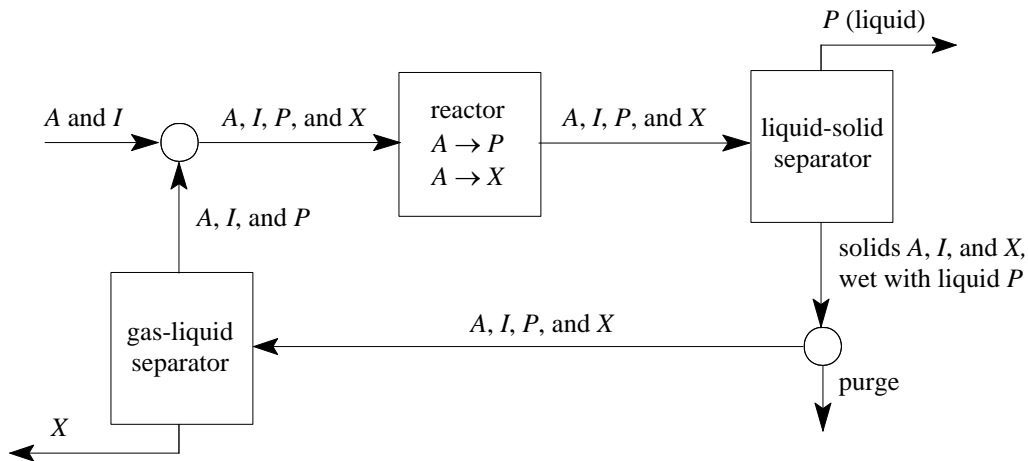 P (liquid)
A and I
A, I, P, and X
reactor
A → P
A → X
A, I, P, and X
liquid-solid
separator
A, I, and P
solids A, I, and X,
wet with liquid P
gas-liquid
separator
A, I, P, and X
purge
X